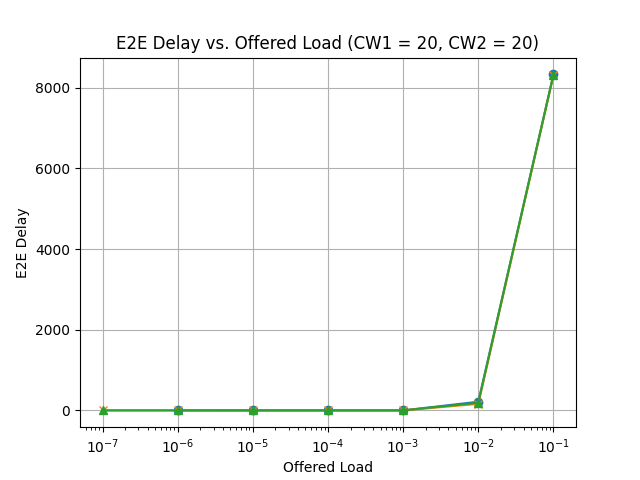 E2E Delay vs. Offered Load (CW1 = 20, CW2 = 20)
E2E Delay
8000
6000
4000
2000
0
10⁻⁷ 10⁻⁶ 10⁻⁵ 10⁻⁴ 10⁻³ 10⁻² 10⁻¹
Offered Load